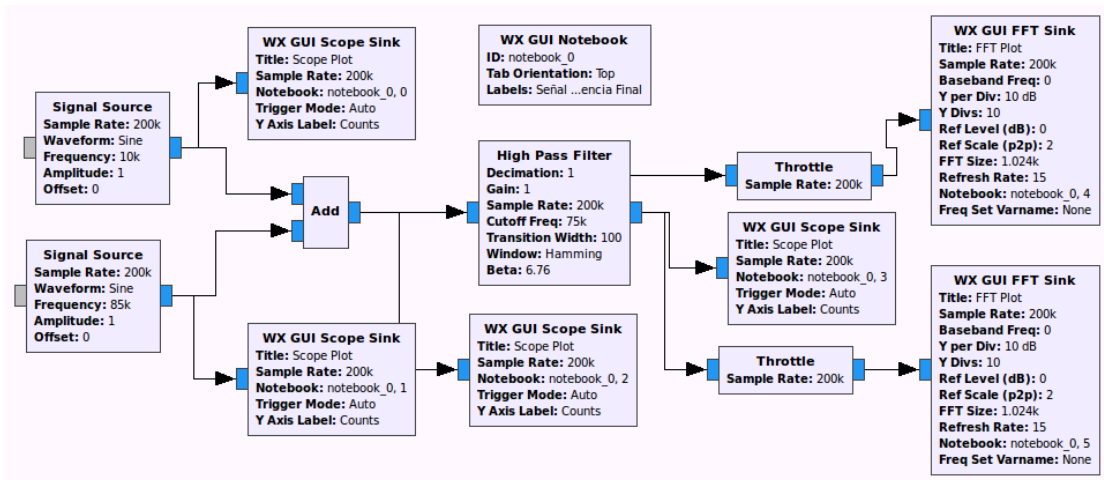 WX GUI Scope Sink
Title: Scope Plot
Sample Rate: 200k
Notebook: notebook_0, 0
Trigger Mode: Auto
Y Axis Label: Counts
WX GUI Notebook
ID: notebook_0
Tab Orientation: Top
Labels: Señal ...encia Final
WX GUI FFT Sink
Title: FFT Plot
Sample Rate: 200k
Baseband Freq: 0
Y per Div: 10 dB
Y Divs: 10
Ref Level (dB): 0
Ref Scale (p2p): 2
FFT Size: 1.024k
Refresh Rate: 15
Notebook: notebook_0, 4
Freq Set Varname: None
Signal Source
Sample Rate: 200k
Waveform: Sine
Frequency: 10k
Amplitude: 1
Offset: 0
Add
High Pass Filter
Decimation: 1
Gain: 1
Sample Rate: 200k
Cutoff Freq: 75k
Transition Width: 100
Window: Hamming
Beta: 6.76
Throttle
Sample Rate: 200k
WX GUI Scope Sink
Title: Scope Plot
Sample Rate: 200k
Notebook: notebook_0, 3
Trigger Mode: Auto
Y Axis Label: Counts
Signal Source
Sample Rate: 200k
Waveform: Sine
Frequency: 85k
Amplitude: 1
Offset: 0
WX GUI Scope Sink
Title: Scope Plot
Sample Rate: 200k
Notebook: notebook_0, 1
Trigger Mode: Auto
Y Axis Label: Counts
WX GUI Scope Sink
Title: Scope Plot
Sample Rate: 200k
Notebook: notebook_0, 2
Trigger Mode: Auto
Y Axis Label: Counts
Throttle
Sample Rate: 200k
WX GUI FFT Sink
Title: FFT Plot
Sample Rate: 200k
Baseband Freq: 0
Y per Div: 10 dB
Y Divs: 10
Ref Level (dB): 0
Ref Scale (p2p): 2
FFT Size: 1.024k
Refresh Rate: 15
Notebook: notebook_0, 5
Freq Set Varname: None